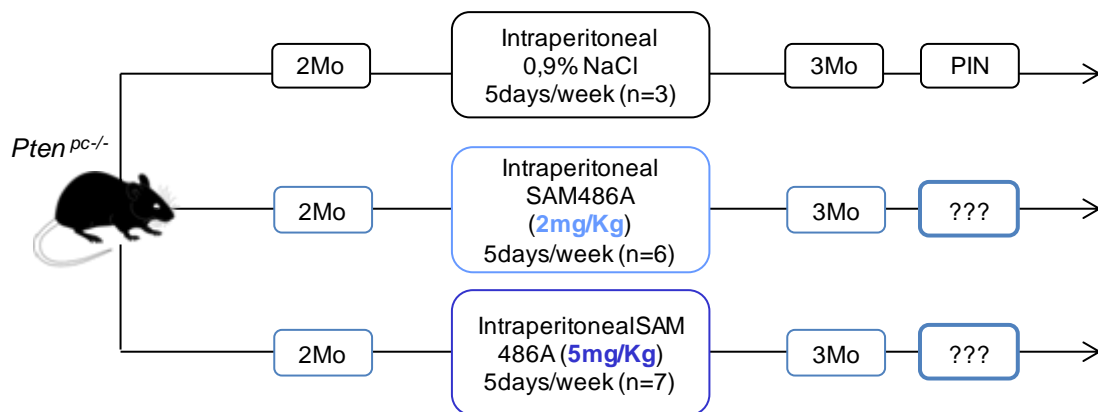 Pten pc-/-
2Mo
Intraperitoneal
0,9% NaCl
5days/week (n=3)
3Mo
PIN
2Mo
Intraperitoneal
SAM486A
(2mg/Kg)
5days/week (n=6)
3Mo
???
2Mo
IntraperitonealSAM
486A (5mg/Kg)
5days/week (n=7)
3Mo
???